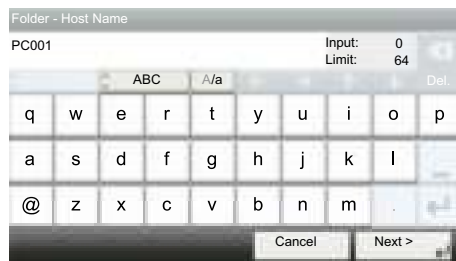 Folder - Host Name
PC001
Input: 0
Limit: 64
ABC A/a Del.
q w e r t y u i o p
a s d f g h j k l _
@ z x c v b n m .
Cancel Next >